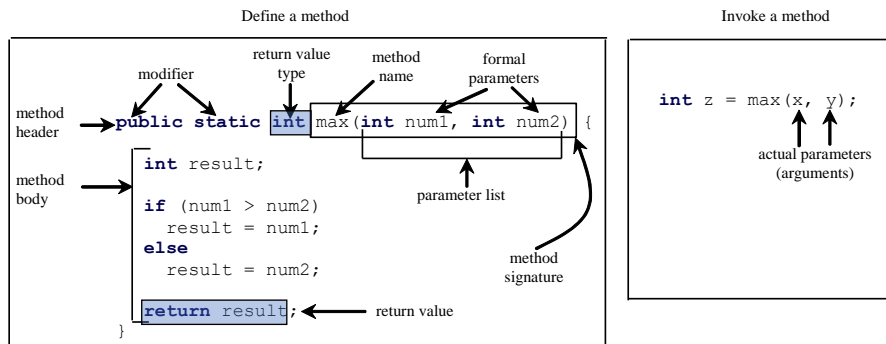 Define a method
Invoke a method
return value
type
modifier
method
name
formal
parameters
method
header
public static int max(int num1, int num2) {
int z = max(x, y);
actual parameters
(arguments)
method
body
int result;
parameter list
if (num1 > num2)
result = num1;
else
result = num2;
method
signature
return result;
return value
}